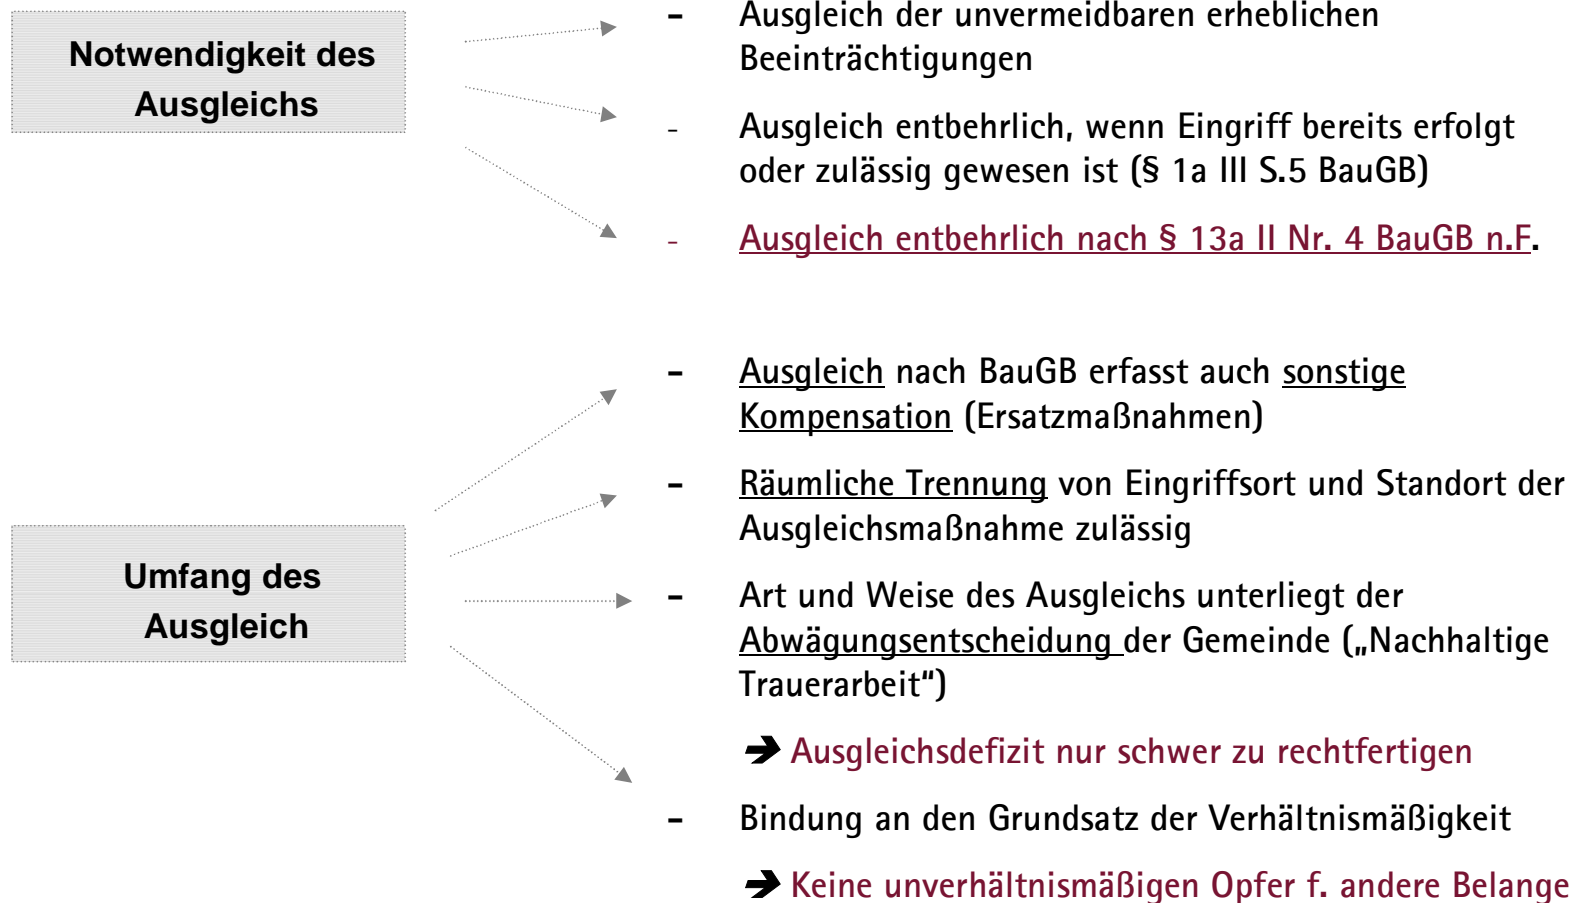 Notwendigkeit des
Ausgleichs
- Ausgleich der unvermeidbaren erheblichen
Beeinträchtigungen
- Ausgleich entbehrlich, wenn Eingriff bereits erfolgt
oder zulässig gewesen ist (§ 1a III S.5 BauGB)
- Ausgleich entbehrlich nach § 13a II Nr. 4 BauGB n.F.
Umfang des
Ausgleich
- Ausgleich nach BauGB erfasst auch sonstige
Kompensation (Ersatzmaßnahmen)
- Räumliche Trennung von Eingriffsort und Standort der
Ausgleichsmaßnahme zulässig
- Art und Weise des Ausgleichs unterliegt der
Abwägungsentscheidung der Gemeinde („Nachhaltige
Trauerarbeit“)
➔ Ausgleichsdefizit nur schwer zu rechtfertigen
- Bindung an den Grundsatz der Verhältnismäßigkeit
➔ Keine unverhältnismäßigen Opfer f. andere Belange